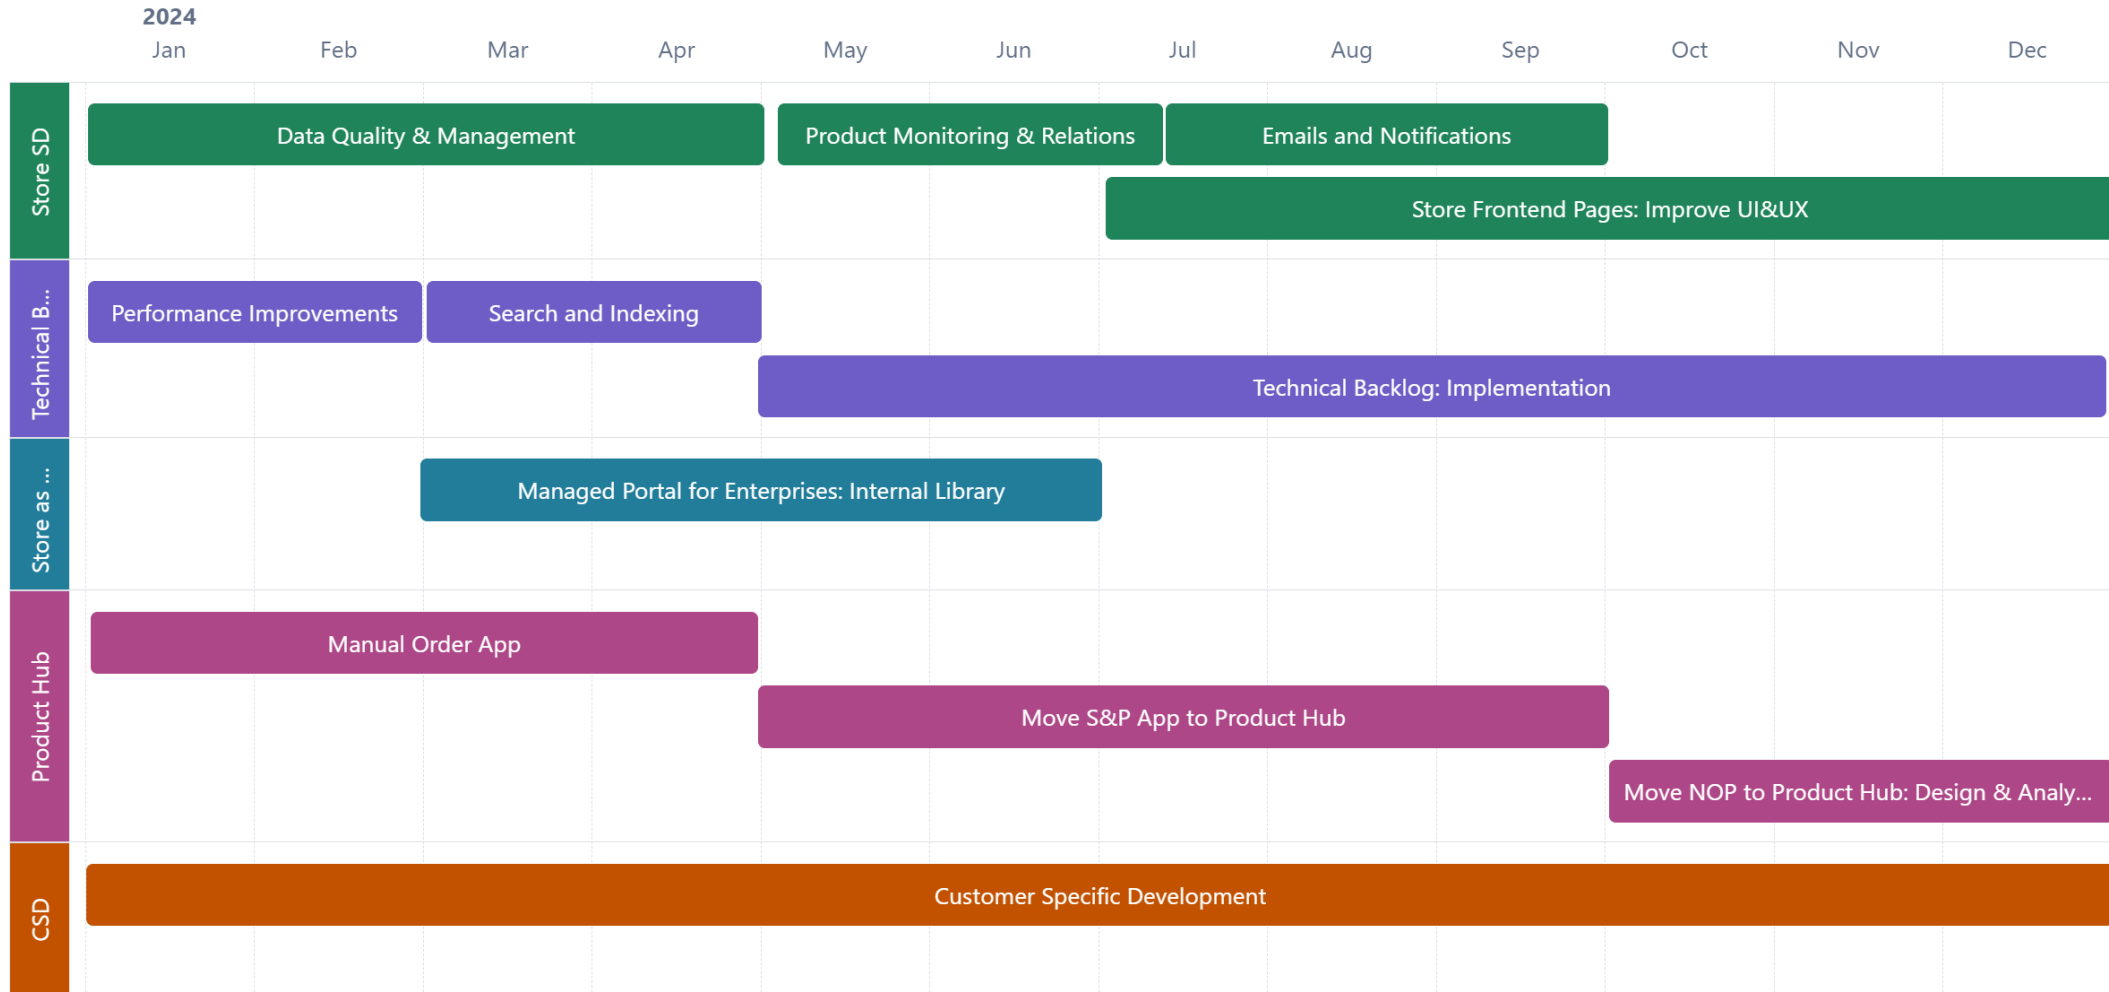 2024
Jan Feb Mar Apr May Jun Jul Aug Sep Oct Nov Dec
Store SD
Data Quality & Management
Product Monitoring & Relations
Emails and Notifications
Store Frontend Pages: Improve UI&UX
Technical B...
Performance Improvements
Search and Indexing
Technical Backlog: Implementation
Store as ...
Managed Portal for Enterprises: Internal Library
Product Hub
Manual Order App
Move S&P App to Product Hub
Move NOP to Product Hub: Design & Analy...
CSD
Customer Specific Development